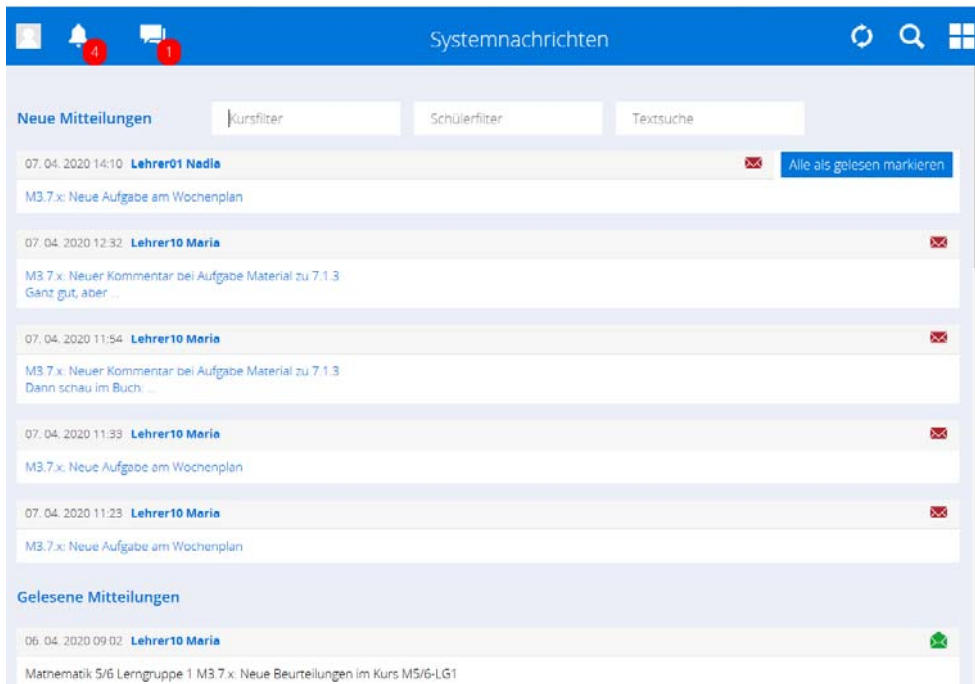 4
1
Systemnachrichten
Neue Mitteilungen
Kursfilter
Schülerfilter
Textsuche
07. 04. 2020 14:10 Lehrer01 Nadia
Alle als gelesen markieren
M3.7.x: Neue Aufgabe am Wochenplan
07. 04. 2020 12:32 Lehrer10 Maria
M3.7.x: Neuer Kommentar bei Aufgabe Material zu 7.1.3
Ganz gut, aber ...
07. 04. 2020 11:54 Lehrer10 Maria
M3.7.x: Neuer Kommentar bei Aufgabe Material zu 7.1.3
Dann schau im Buch: ...
07. 04. 2020 11:33 Lehrer10 Maria
M3.7.x: Neue Aufgabe am Wochenplan
07. 04. 2020 11:23 Lehrer10 Maria
M3.7.x: Neue Aufgabe am Wochenplan
Gelesene Mitteilungen
06. 04. 2020 09:02 Lehrer10 Maria
Mathematik 5/6 Lerngruppe 1 M3.7.x: Neue Beurteilungen im Kurs M5/6-LG1